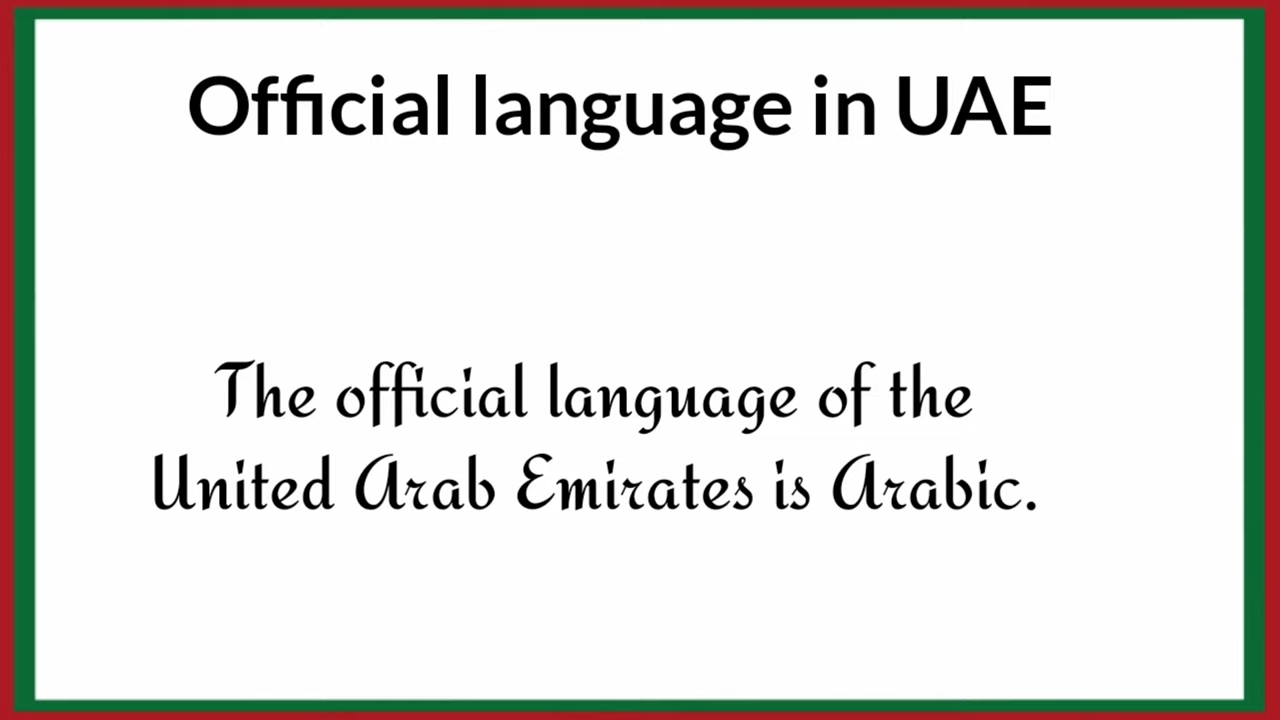 Official language in UAE
The official language of the
United Arab Emirates is Arabic.